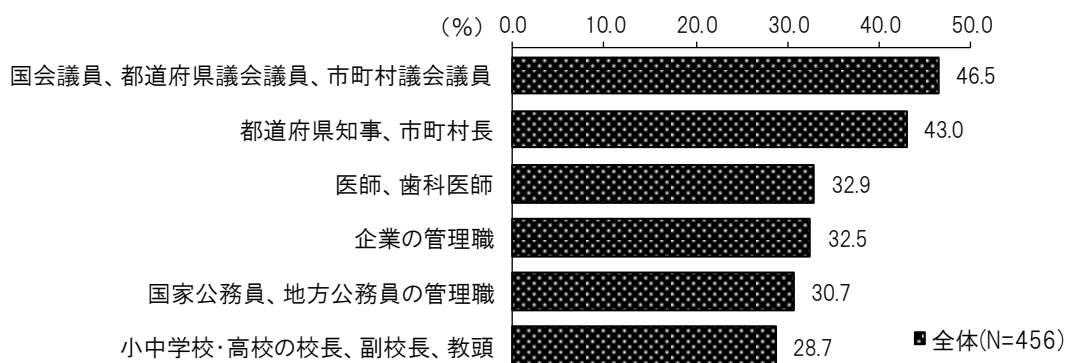 (%) 0.0 10.0 20.0 30.0 40.0 50.0
国会議員、都道府県議会議員、市町村議会議員 46.5
都道府県知事、市町村長 43.0
医師、歯科医師 32.9
企業の管理職 32.5
国家公務員、地方公務員の管理職 30.7
小中学校・高校の校長、副校長、教頭 28.7
全体(N=456)